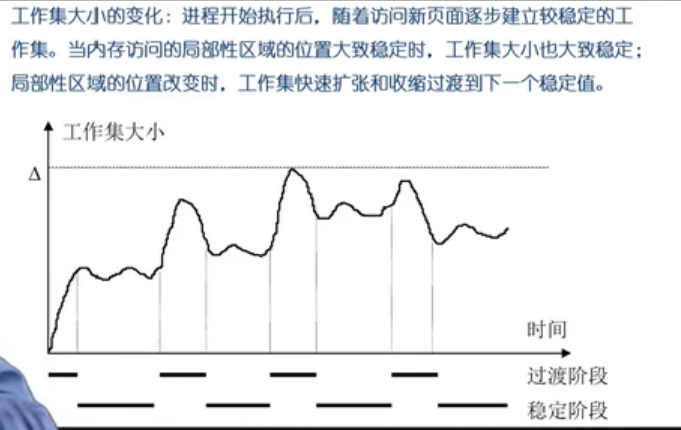 工作集大小的变化：进程开始执行后，随着访问新页面逐步建立较稳定的工
作集。当内存访问的局部性区域的位置大致稳定时，工作集大小也大致稳定；
局部性区域的位置改变时，工作集快速扩张和收缩过渡到下一个稳定值。
工作集大小
Δ
时间
过渡阶段
稳定阶段